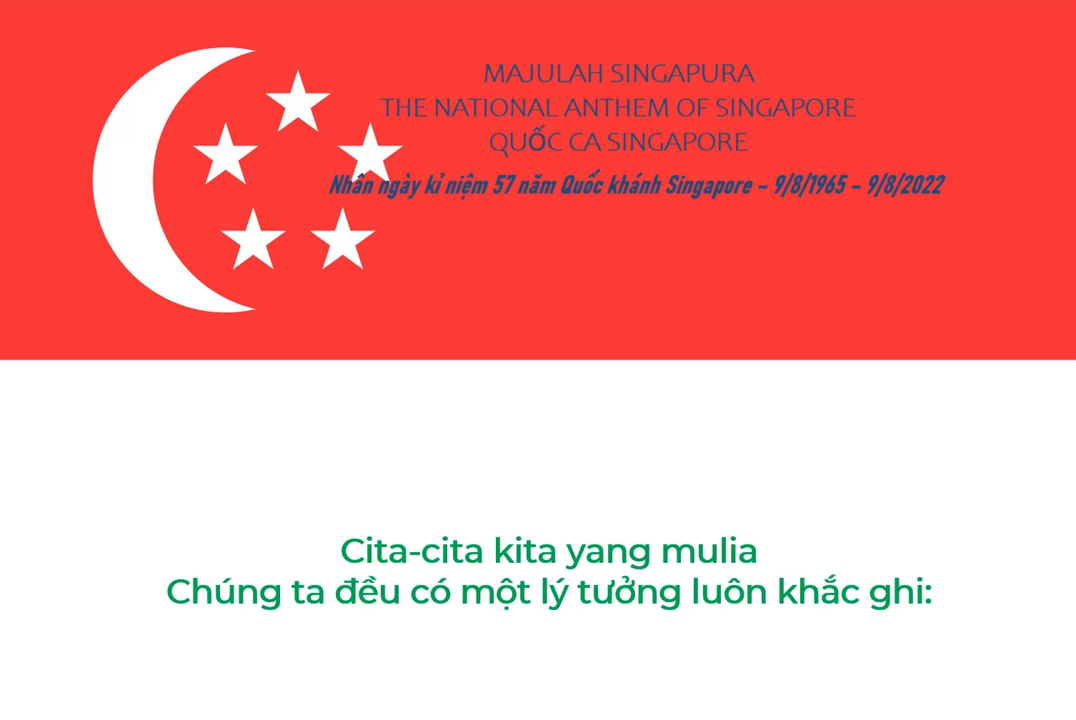 MAJULAH SINGAPURA
THE NATIONAL ANTHEM OF SINGAPORE
QUỐC CA SINGAPORE
Nhân ngày kỉ niệm 57 năm Quốc khánh Singapore – 9/8/1965 – 9/8/2022
Cita-cita kita yang mulia
Chúng ta đều có một lý tưởng luôn khắc ghi: